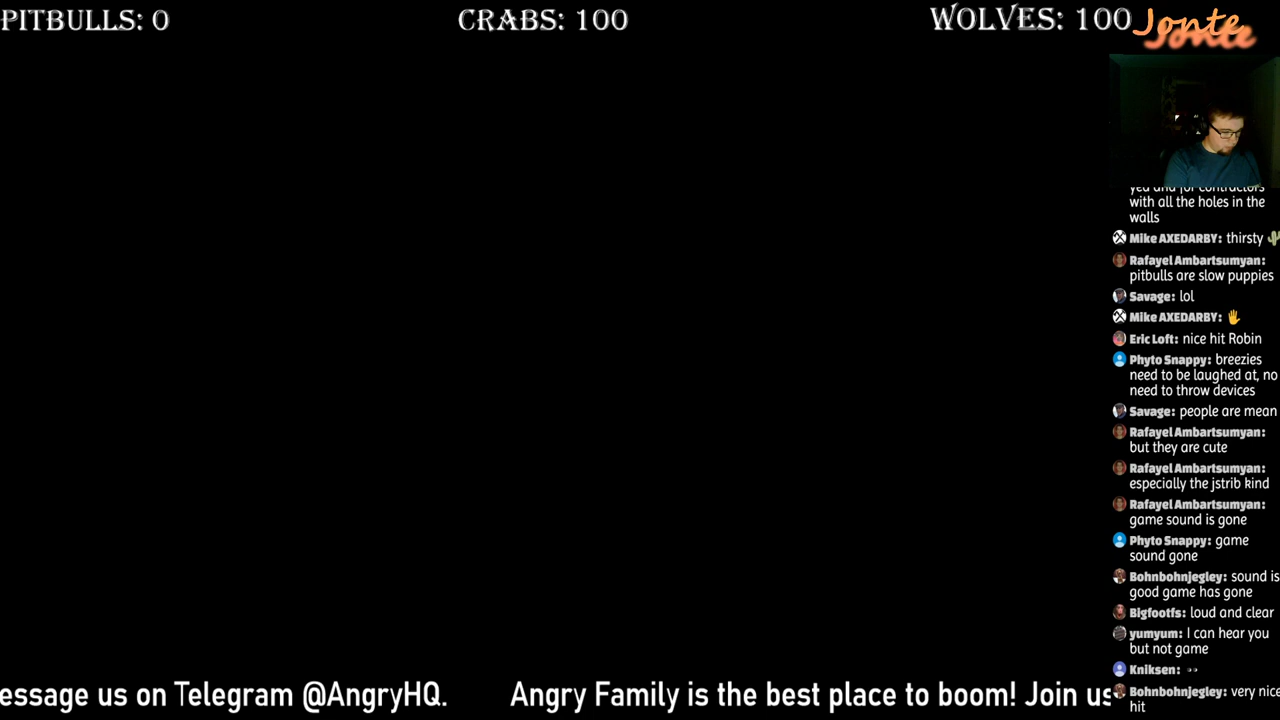 PITBULLS: 0
CRABS: 100
WOLVES: 100
Jonte
Jonte
yea and for contractors
with all the holes in the
walls
Mike AXEDARBY: thirsty 🌵
Rafayel Ambartsumyan:
pitbulls are slow puppies
Savage: lol
Mike AXEDARBY: 🖐
Eric Loft: nice hit Robin
Phyto Snappy: breezies
need to be laughed at, no
need to throw devices
Savage: people are mean
Rafayel Ambartsumyan:
but they are cute
Rafayel Ambartsumyan:
especially the jstrib kind
Rafayel Ambartsumyan:
game sound is gone
Phyto Snappy: game
sound gone
Bohnbohnjegley: sound is
good game has gone
Bigfootfs: loud and clear
yumyum: I can hear you
but not game
Kniksen: 👀
Bohnbohnjegley: very nice
hit
essage us on Telegram @AngryHQ.
Angry Family is the best place to boom! Join us